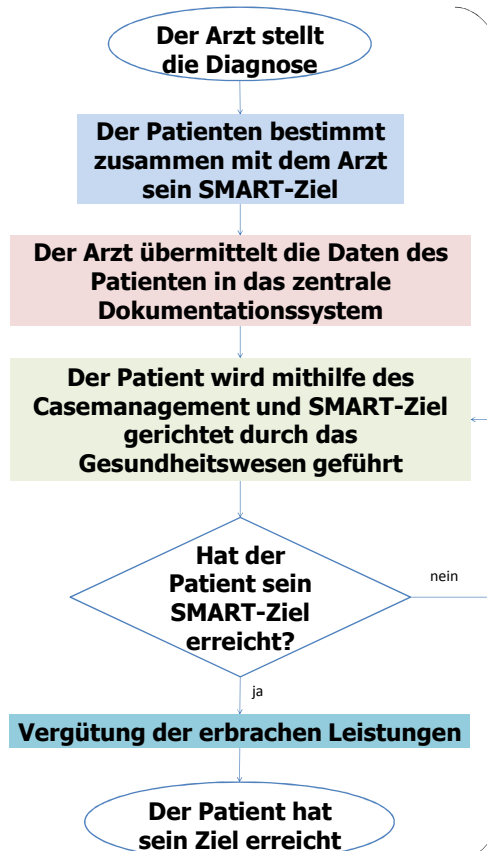 Der Arzt stellt
die Diagnose
Der Patienten bestimmt
zusammen mit dem Arzt
sein SMART-Ziel
Der Arzt übermittelt die Daten des
Patienten in das zentrale
Dokumentationssystem
Der Patient wird mithilfe des
Casemanagement und SMART-Ziel
gerichtet durch das
Gesundheitswesen geführt
Hat der
Patient sein
SMART-Ziel
erreicht?
nein
ja
Vergütung der erbrachen Leistungen
Der Patient hat
sein Ziel erreicht